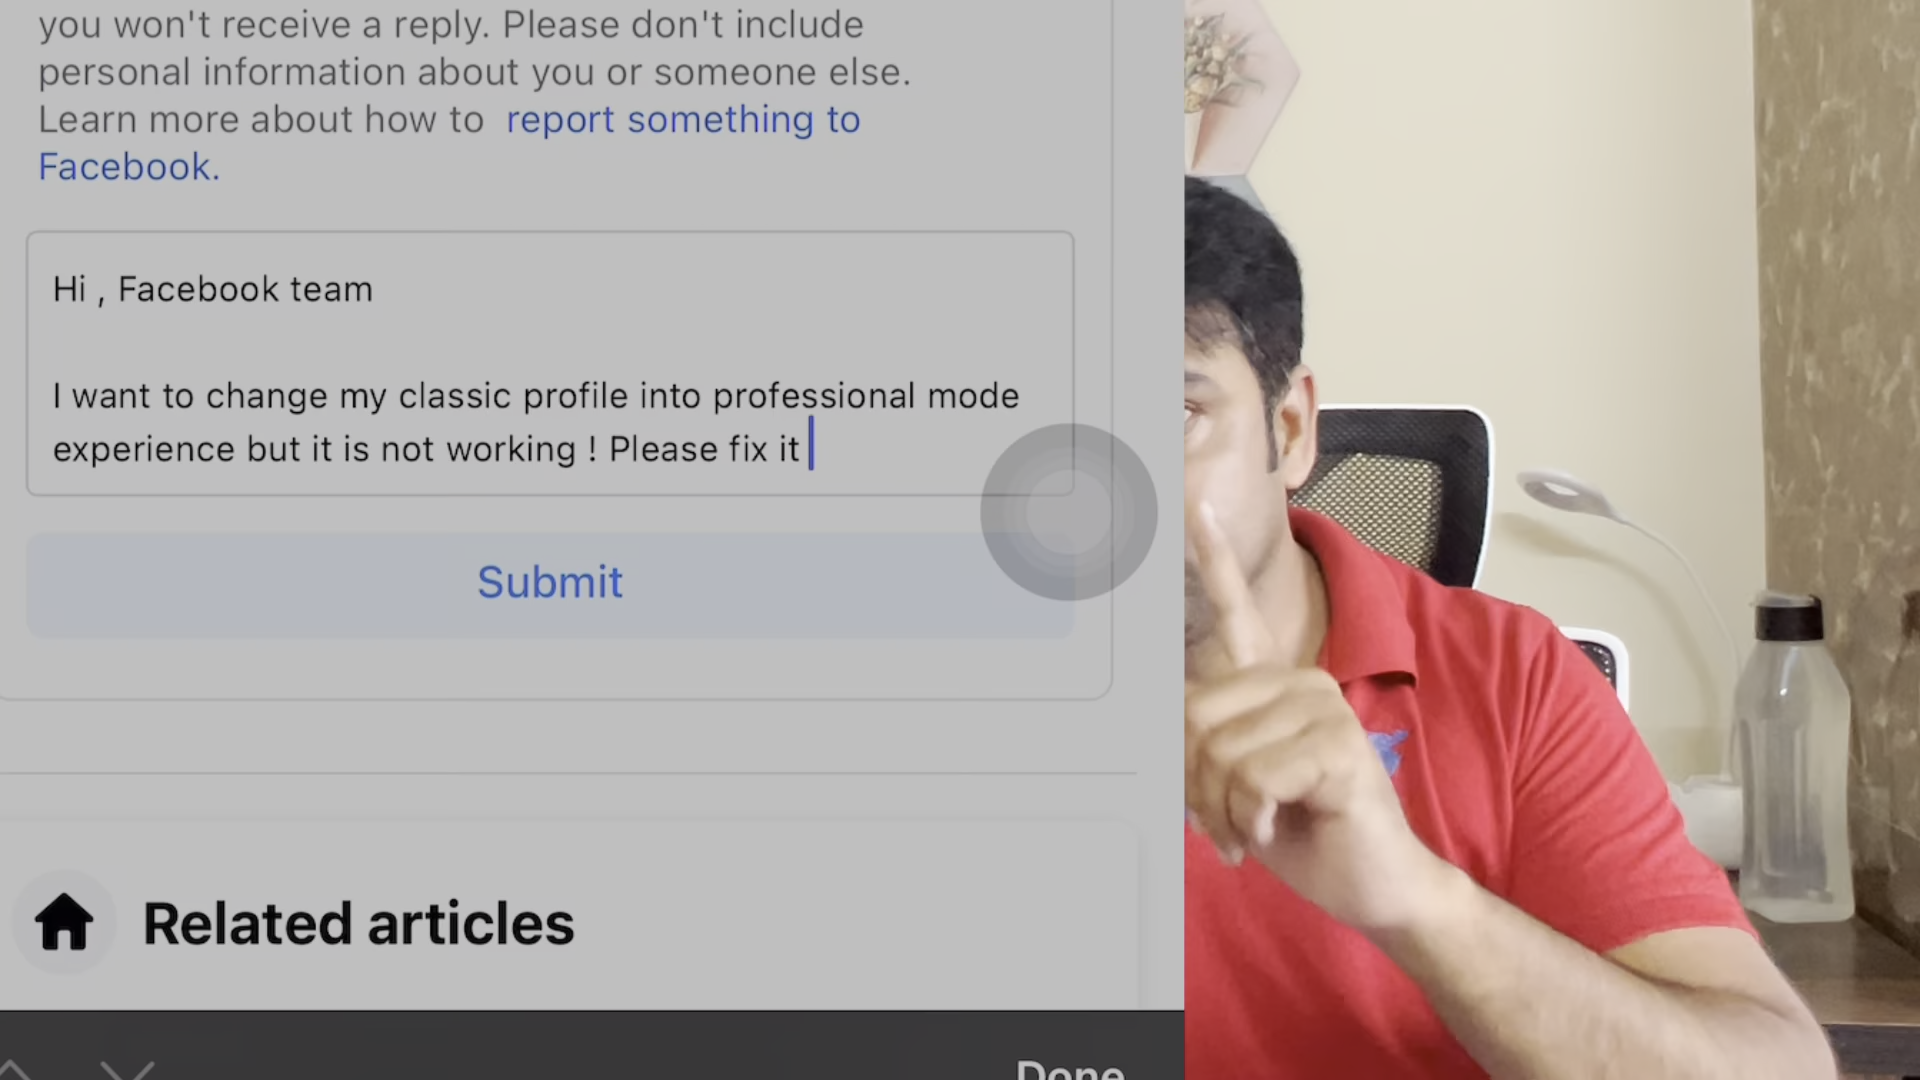 you won't receive a reply. Please don't include
personal information about you or someone else.
Learn more about how to report something to
Facebook.
Hi , Facebook team
I want to change my classic profile into professional mode
experience but it is not working ! Please fix it
Submit
Related articles
Done